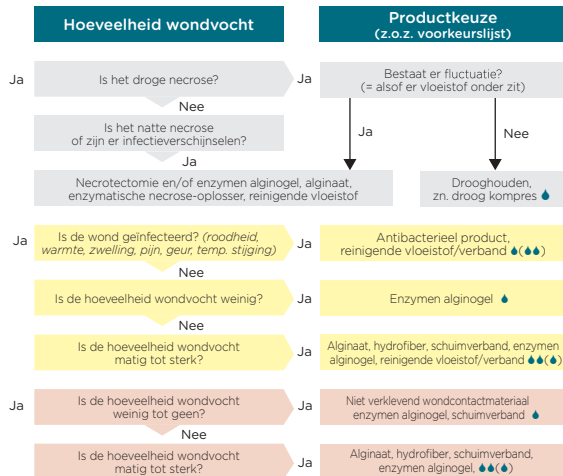 Hoeveelheid wondvocht
Productkeuze
(z.o.z. voorkeurslijst)
Ja
Is het droge necrose?
Ja
Bestaat er fluctuatie?
(= alsof er vloeistof onder zit)
Nee
Is het natte necrose
of zijn er infectieverschijnselen?
Ja
Nee
Ja
Necrotectomie en/of enzymen alginogel, alginaat,
enzymatische necrose-oplosser, reinigende vloeistof
Drooghouden,
zn. droog kompres
Ja
Is de wond geïnfecteerd? (roodheid,
warmte, zwelling, pijn, geur, temp. stijging)
Ja
Antibacterieel product,
reinigende vloeistof/verband ( )
Nee
Is de hoeveelheid wondvocht weinig?
Ja
Enzymen alginogel
Nee
Is de hoeveelheid wondvocht
matig tot sterk?
Ja
Alginaat, hydrofiber, schuimverband, enzymen
alginogel, reinigende vloeistof/verband ( )
Ja
Is de hoeveelheid wondvocht
weinig tot geen?
Ja
Niet verklevend wondcontactmateriaal
enzymen alginogel, schuimverband
Nee
Is de hoeveelheid wondvocht
matig tot sterk?
Ja
Alginaat, hydrofiber, schuimverband,
enzymen alginogel, ( )